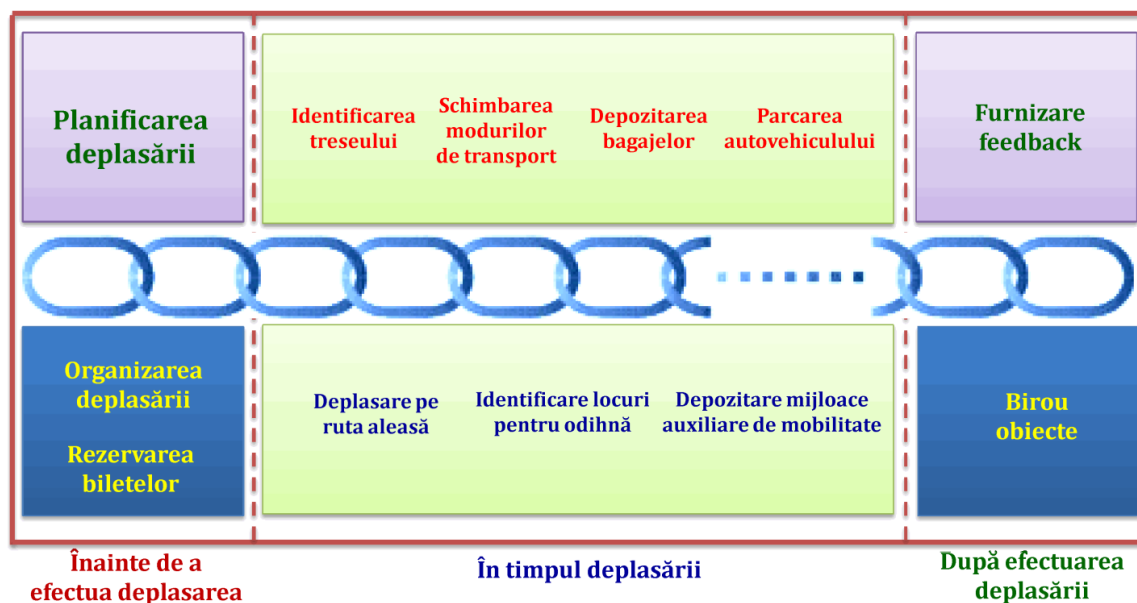 Planificarea
deplasării
Identificarea
treseului
Schimbarea
modurilor
de transport
Depozitarea
bagajelor
Parcarea
autovehiculului
Furnizare
feedback
Organizarea
deplasării
Rezervarea
biletelor
Deplasare pe
ruta aleasă
Identificare locuri
pentru odihnă
Depozitare mijloace
auxiliare de mobilitate
Birou
obiecte
Înainte de a
efectua deplasarea
În timpul deplasării
După efectuarea
deplasării